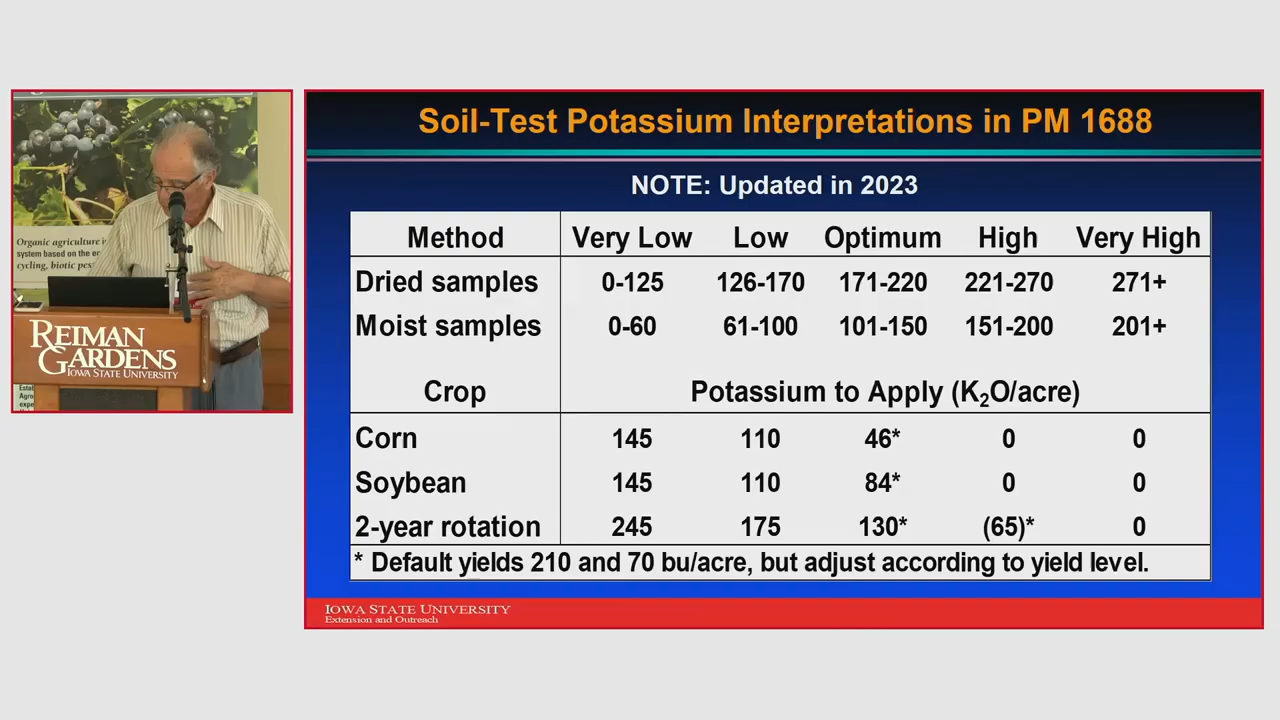 Organic agriculture i
system based on the e
cycling, biotic pes
REIMAN
GARDENS
IOWA STATE UNIVERSITY
Estal
Agro
expe
Soil-Test Potassium Interpretations in PM 1688
NOTE: Updated in 2023
Method Very Low Low Optimum High Very High
Dried samples 0-125 126-170 171-220 221-270 271+
Moist samples 0-60 61-100 101-150 151-200 201+
Crop Potassium to Apply (K₂O/acre)
Corn 145 110 46* 0 0
Soybean 145 110 84* 0 0
2-year rotation 245 175 130* (65)* 0
* Default yields 210 and 70 bu/acre, but adjust according to yield level.
IOWA STATE UNIVERSITY
Extension and Outreach